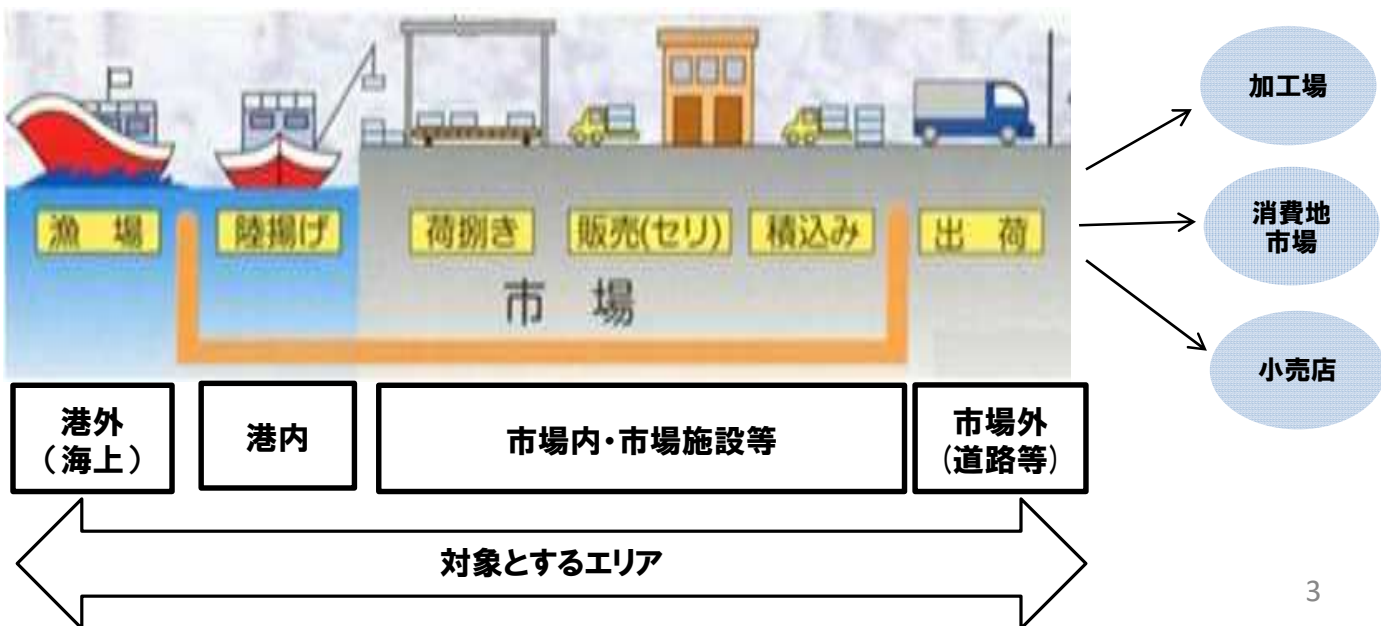 加工場
消費地
市場
小売店
漁 場
陸揚げ
荷捌き
販売(セリ)
積込み
出 荷
市 場
港外
（海上）
港内
市場内・市場施設等
市場外
(道路等)
対象とするエリア
3